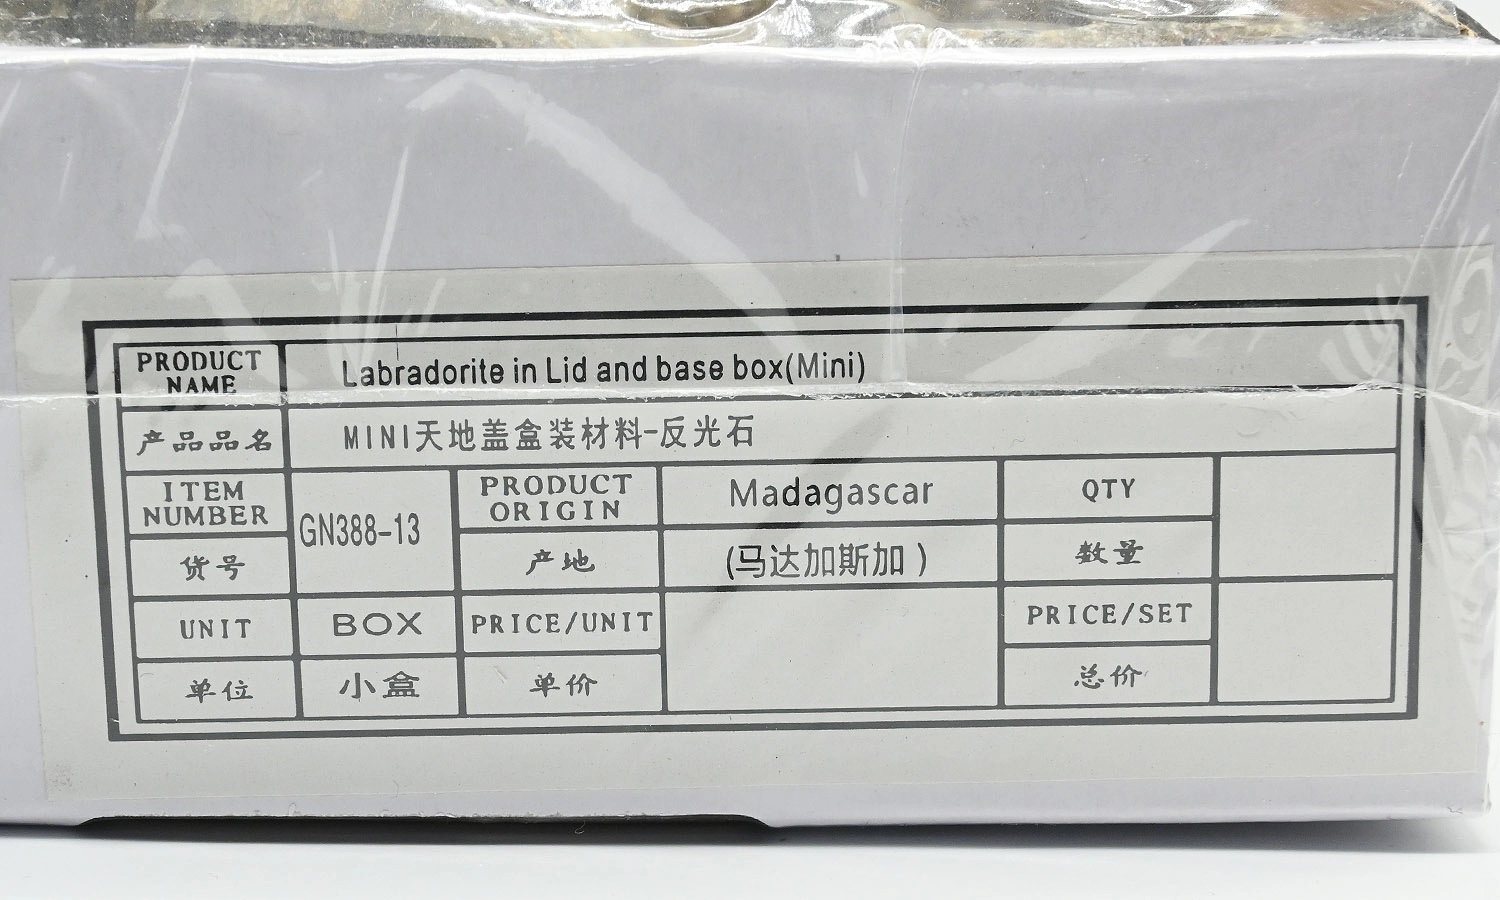 PRODUCT
NAME
Labradorite in Lid and base box(Mini)
产品品名
MINI天地盖盒装材料-反光石
ITEM
NUMBER
GN388-13
PRODUCT
ORIGIN
Madagascar
QTY
货号
产地
(马达加斯加)
数量
UNIT
BOX
PRICE/UNIT
PRICE/SET
单位
小盒
单价
总价